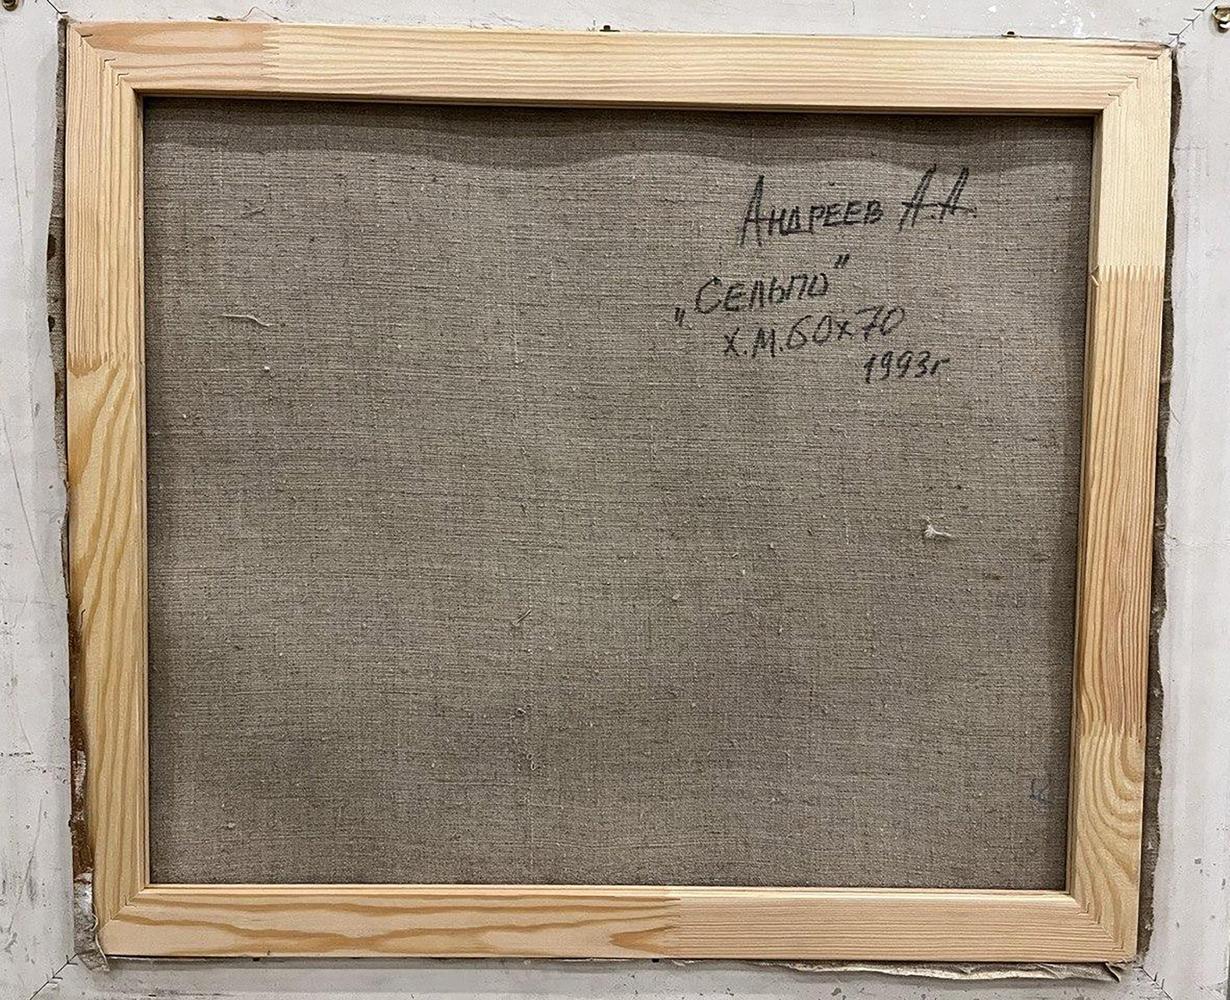 Андреев А.А.
„Сельпо"
х.м. 60х70
1993г